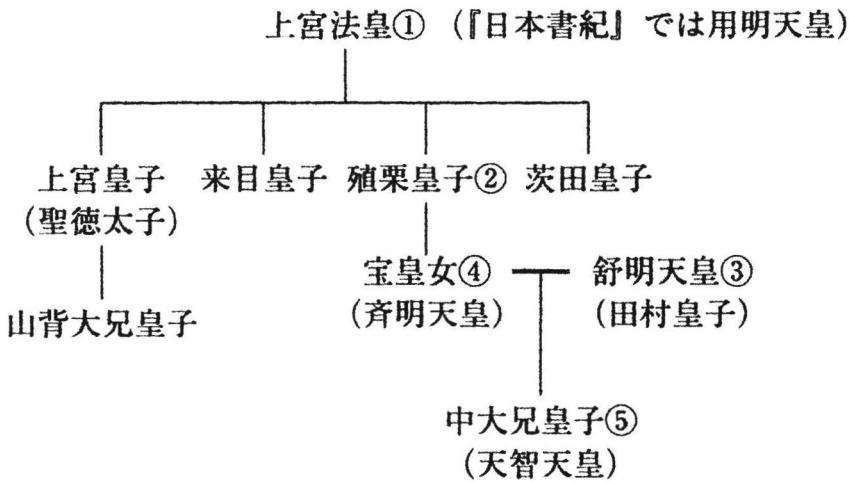 上宮法皇① (『日本書紀』では用明天皇)
上宮皇子 来目皇子 殖栗皇子② 茨田皇子
(聖徳太子)
宝皇女④ 舒明天皇③
(斉明天皇) (田村皇子)
山背大兄皇子
中大兄皇子⑤
(天智天皇)